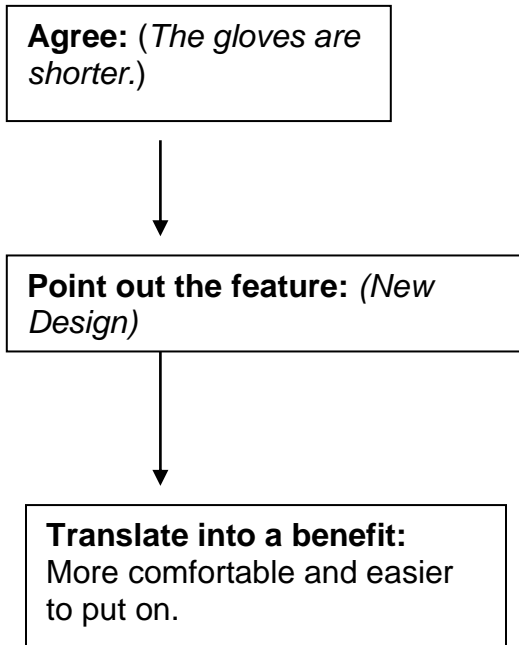 Agree: (The gloves are
shorter.)
Point out the feature: (New
Design)
Translate into a benefit:
More comfortable and easier
to put on.